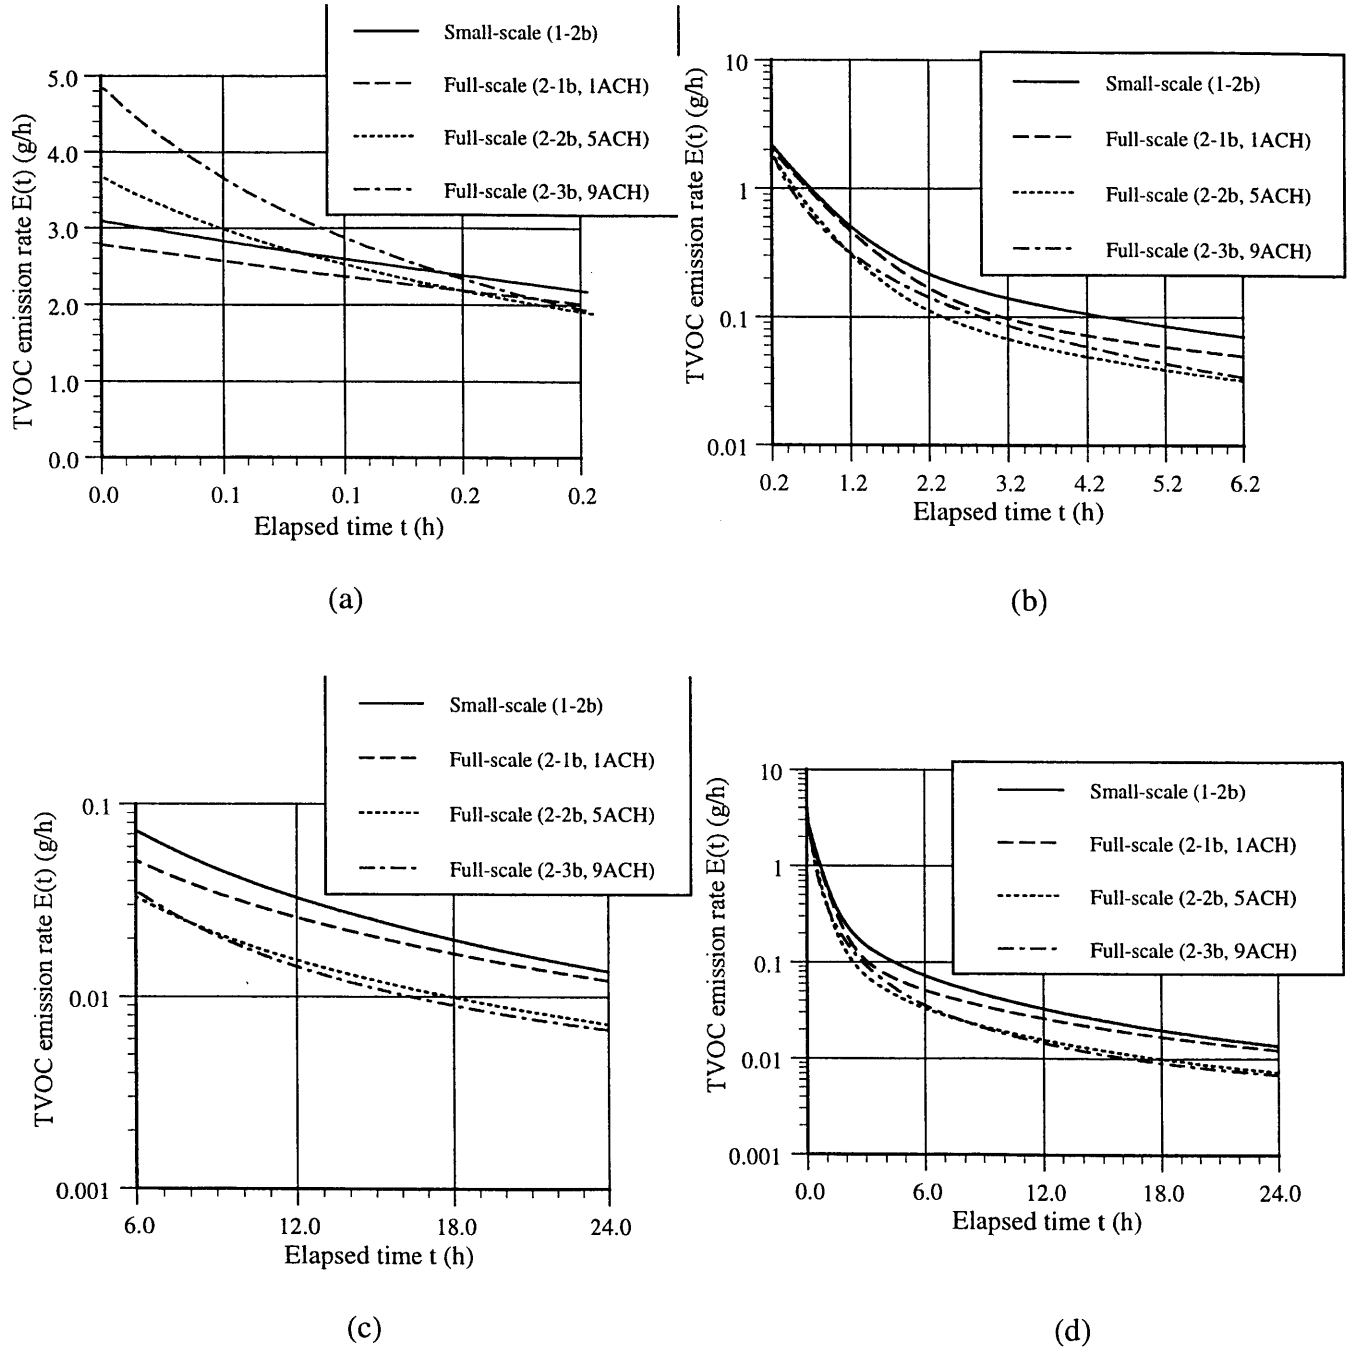 Small-scale (1-2b)
Full-scale (2-1b, 1ACH)
Full-scale (2-2b, 5ACH)
Full-scale (2-3b, 9ACH)
TVOC emission rate E(t) (g/h)
5.0
4.0
3.0
2.0
1.0
0.0
0.0 0.1 0.1 0.2 0.2
Elapsed time t (h)
(a)
Small-scale (1-2b)
Full-scale (2-1b, 1ACH)
Full-scale (2-2b, 5ACH)
Full-scale (2-3b, 9ACH)
TVOC emission rate E(t) (g/h)
10
1
0.1
0.01
0.2 1.2 2.2 3.2 4.2 5.2 6.2
Elapsed time t (h)
(b)
Small-scale (1-2b)
Full-scale (2-1b, 1ACH)
Full-scale (2-2b, 5ACH)
Full-scale (2-3b, 9ACH)
TVOC emission rate E(t) (g/h)
0.1
0.01
0.001
6.0 12.0 18.0 24.0
Elapsed time t (h)
(c)
Small-scale (1-2b)
Full-scale (2-1b, 1ACH)
Full-scale (2-2b, 5ACH)
Full-scale (2-3b, 9ACH)
TVOC emission rate E(t) (g/h)
10
1
0.1
0.01
0.001
0.0 6.0 12.0 18.0 24.0
Elapsed time t (h)
(d)